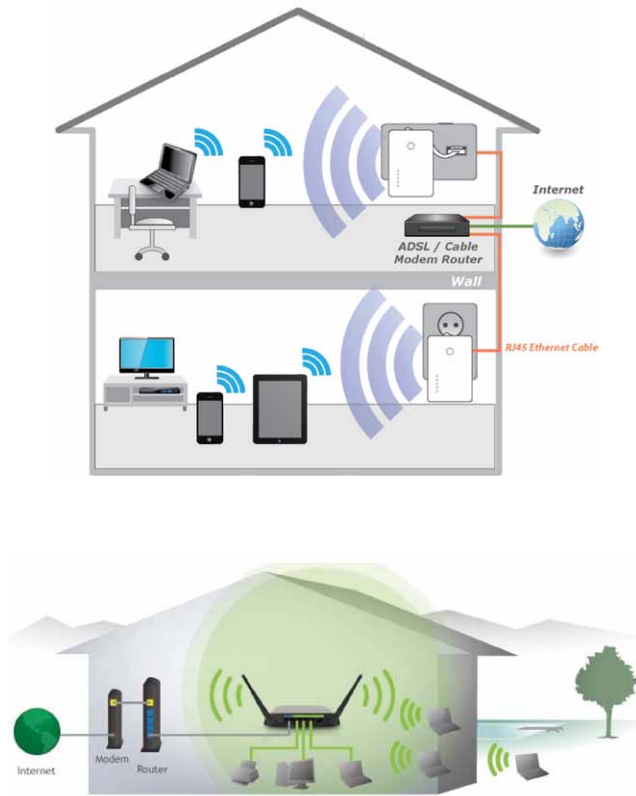 Internet
ADSL / Cable
Modem Router
Wall
RJ45 Ethernet Cable
Modem
Router
Internet